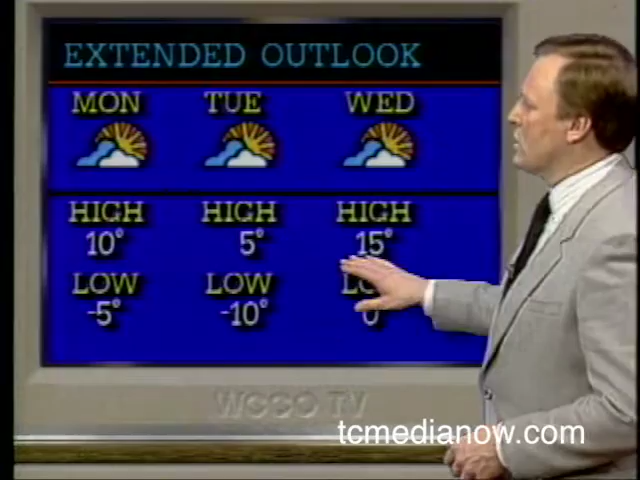 EXTENDED OUTLOOK
MON TUE WED
HIGH HIGH HIGH
10° 5° 15°
LOW LOW LO
-5° -10° 0
WCCO TV
tcmedianow.com